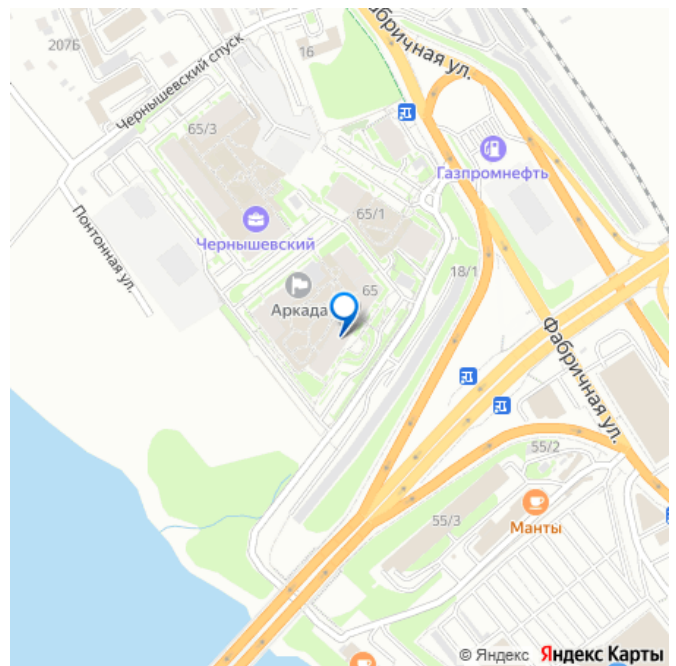 Фабричная ул.
207Б
16
Чернышевский спуск
65/3
Газпромнефть
65/1
Понтонная ул.
Чернышевский
18/1
65
Аркада
Фабричная ул.
55/2
55/3
Манты
© Яндекс Яндекс Карты